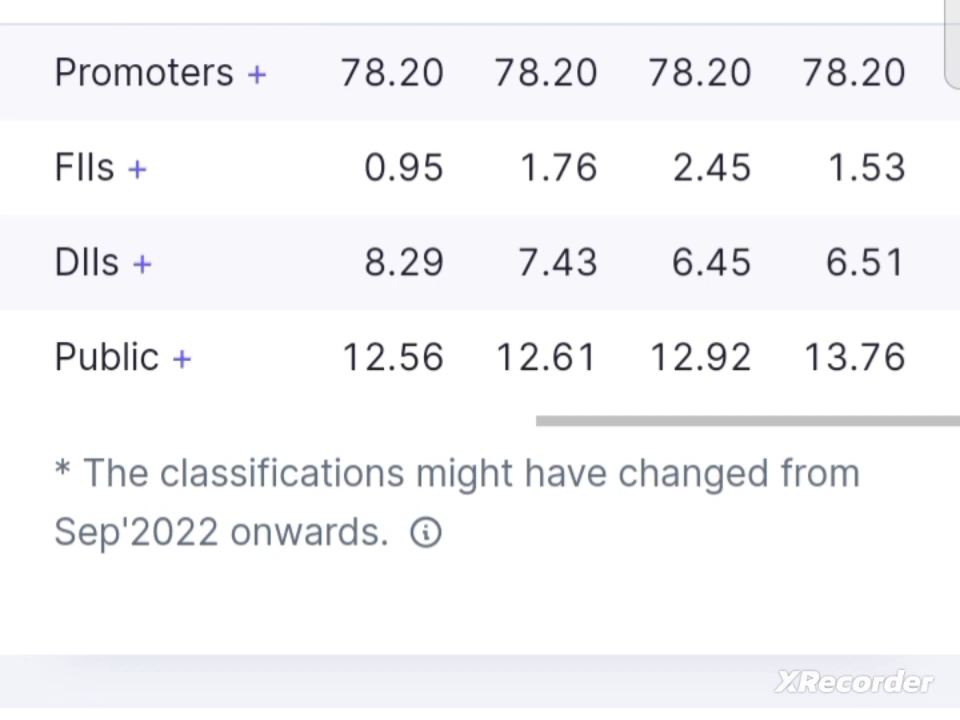 Promoters + 78.20 78.20 78.20 78.20
FIIs + 0.95 1.76 2.45 1.53
DIIs + 8.29 7.43 6.45 6.51
Public + 12.56 12.61 12.92 13.76
* The classifications might have changed from
Sep'2022 onwards.
XRecorder